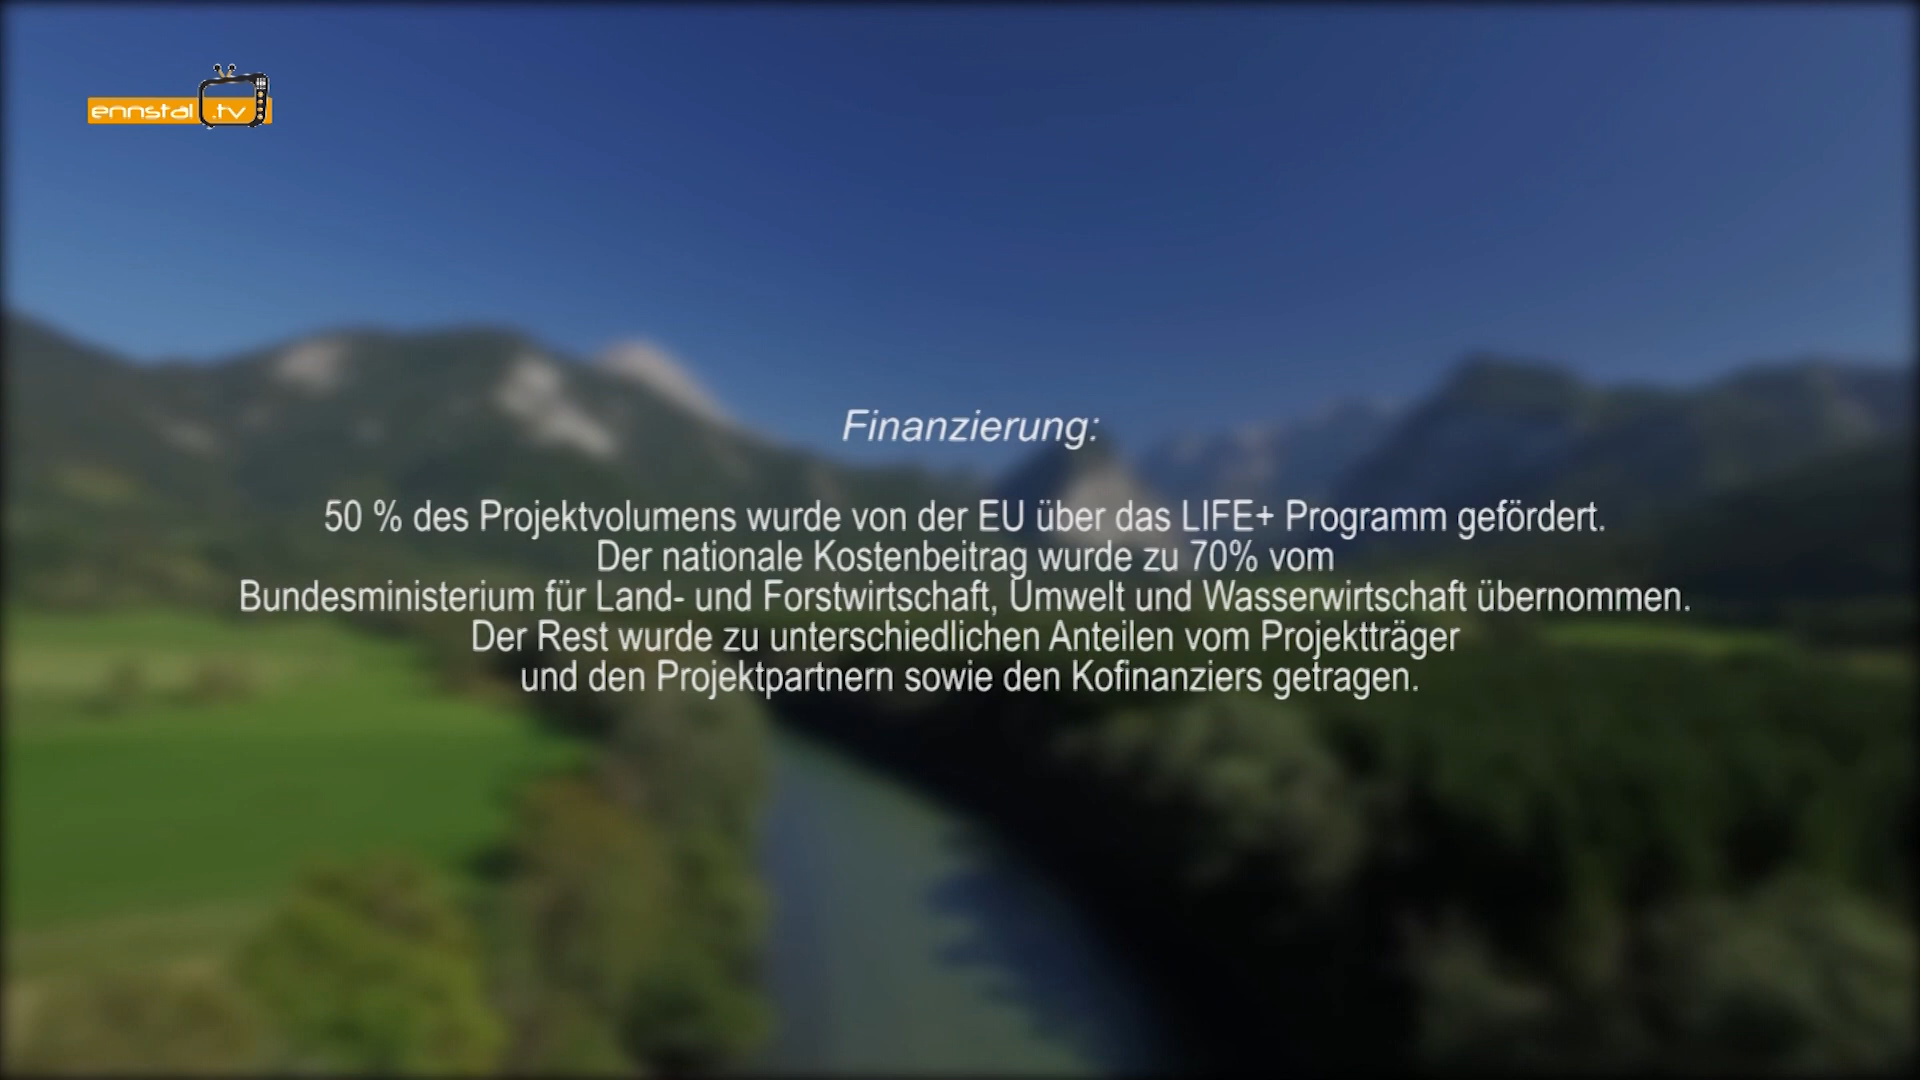 ennstal .tv
Finanzierung:
50 % des Projektvolumens wurde von der EU über das LIFE+ Programm gefördert.
Der nationale Kostenbeitrag wurde zu 70% vom
Bundesministerium für Land- und Forstwirtschaft, Umwelt und Wasserwirtschaft übernommen.
Der Rest wurde zu unterschiedlichen Anteilen vom Projektträger
und den Projektpartnern sowie den Kofinanziers getragen.